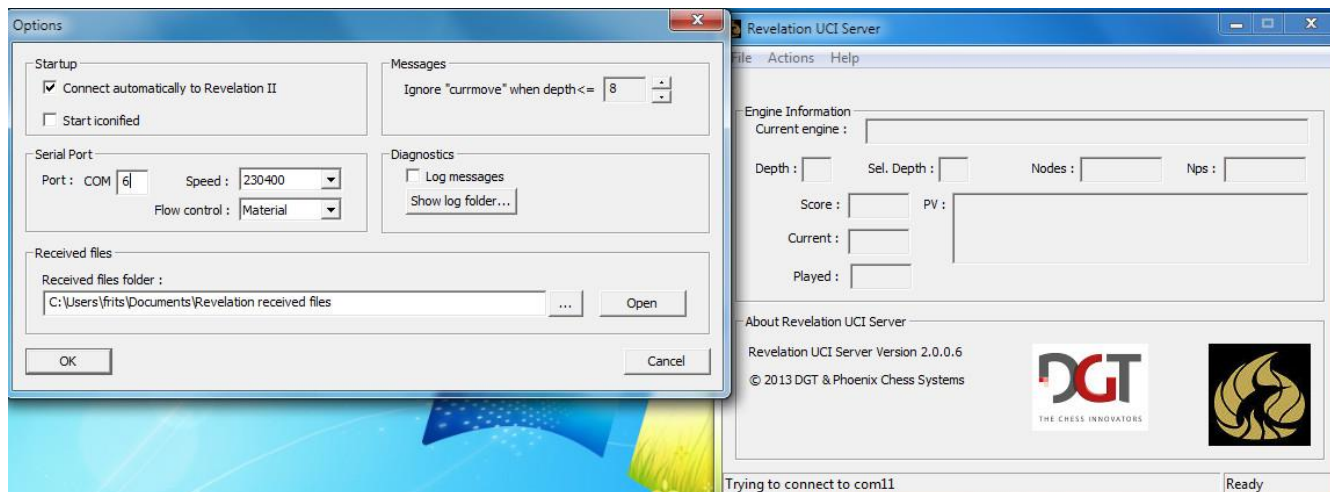 Options
Startup
Connect automatically to Revelation II
Start iconified
Messages
Ignore "currmove" when depth<= 8
Serial Port
Port : COM 6 Speed : 230400
Flow control : Material
Diagnostics
Log messages
Show log folder...
Received files
Received files folder :
C:\Users\frits\Documents\Revelation received files ... Open
OK Cancel
Revelation UCI Server
File Actions Help
Engine Information
Current engine :
Depth : Sel. Depth : Nodes : Nps :
Score : PV :
Current :
Played :
About Revelation UCI Server
Revelation UCI Server Version 2.0.0.6
© 2013 DGT & Phoenix Chess Systems
DGT
THE CHESS INNOVATORS
Trying to connect to com11 Ready